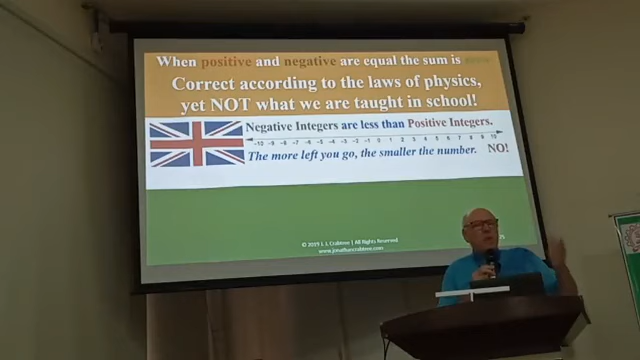 When positive and negative are equal the sum is
Correct according to the laws of physics,
yet NOT what we are taught in school!
Negative Integers are less than Positive Integers.
-10 -9 -8 -7 -6 -5 -4 -3 -2 -1 0 1 2 3 4 5 6 7 8 9 10
The more left you go, the smaller the number. NO!
© 2019 J. J. Crabtree | All Rights Reserved
www.jonathancrabtree.com